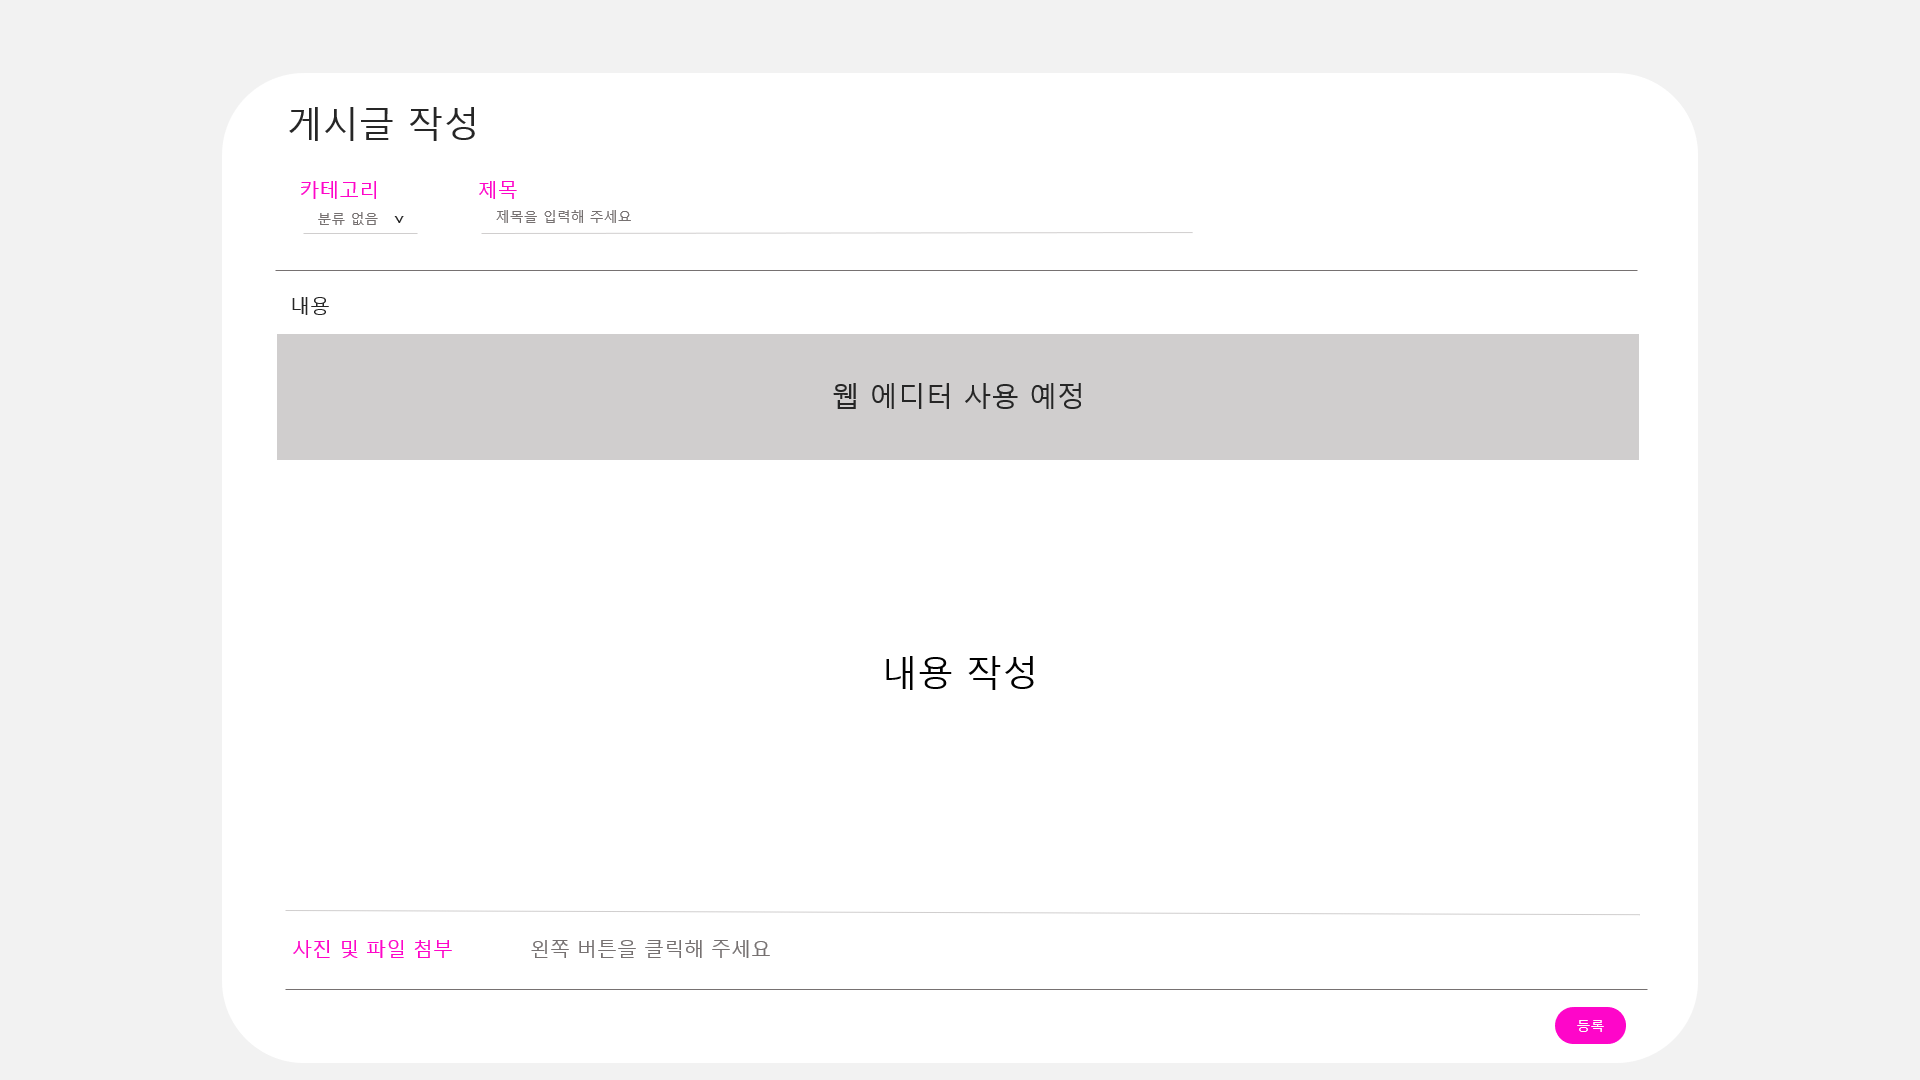 게시글 작성
카테고리
제목
분류 없음
제목을 입력해 주세요
내용
웹 에디터 사용 예정
내용 작성
사진 및 파일 첨부
왼쪽 버튼을 클릭해 주세요
등록